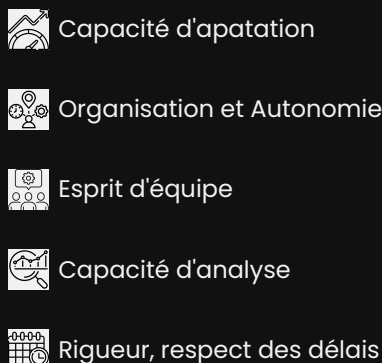 Capacité d'apatation
Organisation et Autonomie
Esprit d'équipe
Capacité d'analyse
Rigueur, respect des délais